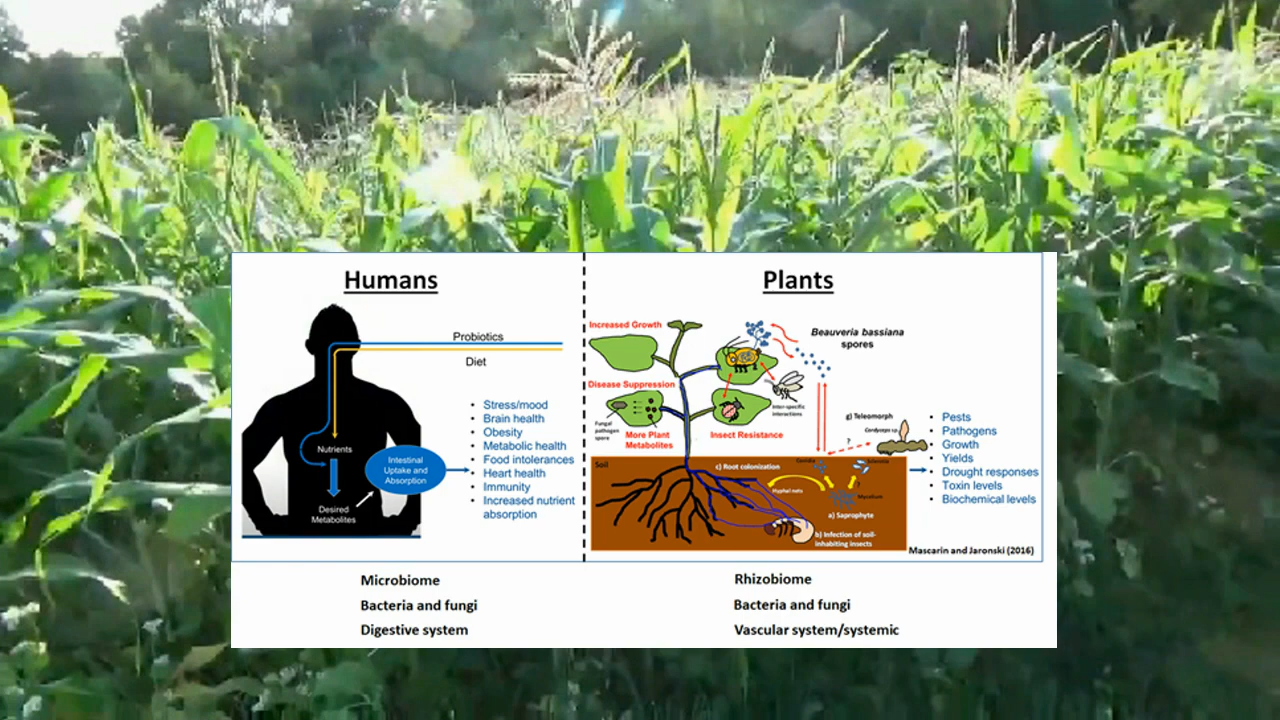 Humans
Probiotics
Diet
Nutrients
Intestinal
Uptake and
Absorption
Desired
Metabolites
• Stress/mood
• Brain health
• Obesity
• Metabolic health
• Food intolerances
• Heart health
• Immunity
• Increased nutrient
absorption
Plants
Increased Growth
Disease Suppression
Fungal
pathogen
spore
More Plant
Metabolites
Insect Resistance
Inter-specific
interactions
Beauveria bassiana
spores
g) Teleomorph
Cordyceps sp.
?
Soil
c) Root colonization
Hyphal nets
Conidia
?
Mycelium
a) Saprophyte
b) Infection of soil-
inhabiting insects
• Pests
• Pathogens
• Growth
• Yields
• Drought responses
• Toxin levels
• Biochemical levels
Mascarin and Jaronski (2016)
Microbiome
Bacteria and fungi
Digestive system
Rhizobiome
Bacteria and fungi
Vascular system/systemic